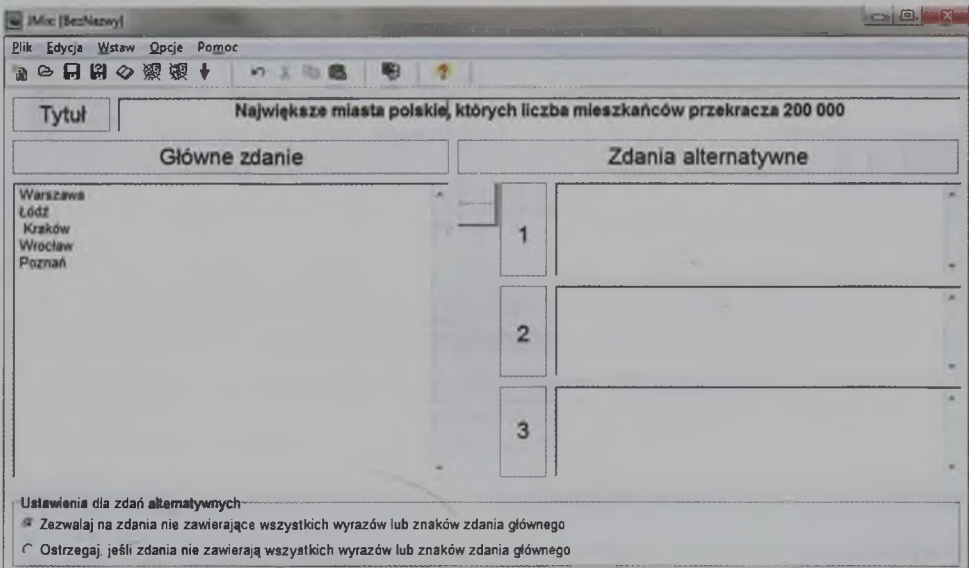 JMix: [BezNazwy]
Plik Edycja Wstaw Opcje Pomoc
Tytuł
Największe miasta polskie, których liczba mieszkańców przekracza 200 000
Główne zdanie
Zdania alternatywne
Warszawa
Łódź
Kraków
Wrocław
Poznań
1
2
3
Ustawienia dla zdań alternatywnych
Zezwalaj na zdania nie zawierające wszystkich wyrazów lub znaków zdania głównego
Ostrzegaj, jeśli zdania nie zawierają wszystkich wyrazów lub znaków zdania głównego